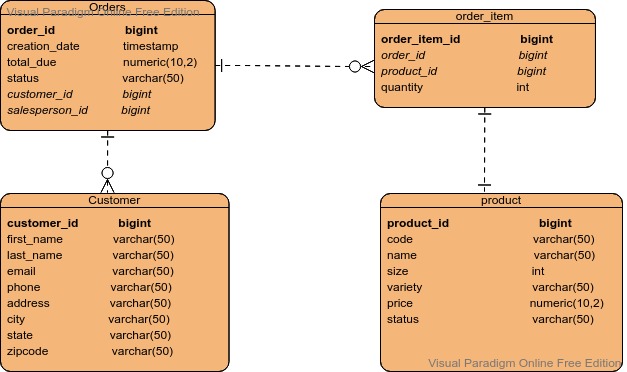 Orders
Visual Paradigm Online Free Edition
order_id bigint
creation_date timestamp
total_due numeric(10,2)
status varchar(50)
customer_id bigint
salesperson_id bigint
order_item
order_item_id bigint
order_id bigint
product_id bigint
quantity int
Customer
customer_id bigint
first_name varchar(50)
last_name varchar(50)
email varchar(50)
phone varchar(50)
address varchar(50)
city varchar(50)
state varchar(50)
zipcode varchar(50)
product
product_id bigint
code varchar(50)
name varchar(50)
size int
variety varchar(50)
price numeric(10,2)
status varchar(50)
Visual Paradigm Online Free Edition